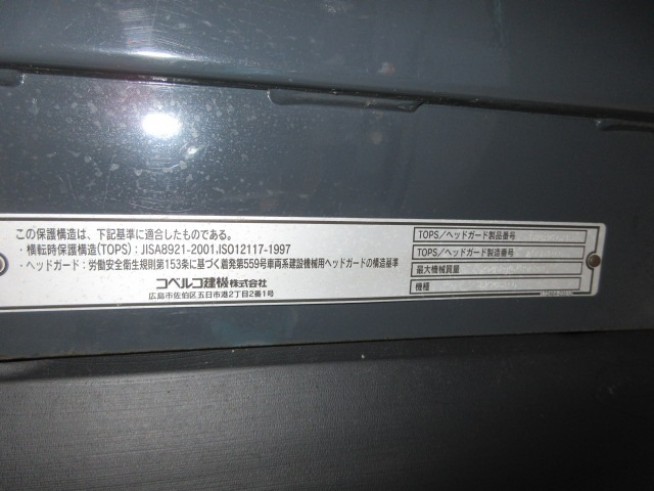 この保護構造は、下記基準に適合したものである。
・横転時保護構造(TOPS)：JISA8921-2001,ISO12117-1997
・ヘッドガード：労働安全衛生規則第153条に基づく着発第559号車両系建設機械用ヘッドガードの構造基準
コベルコ建機株式会社
広島市佐伯区五日市港2丁目2番1号
TOPS／ヘッドガード製品番号
TOPS／ヘッドガード製造番号
最大機械質量
機種